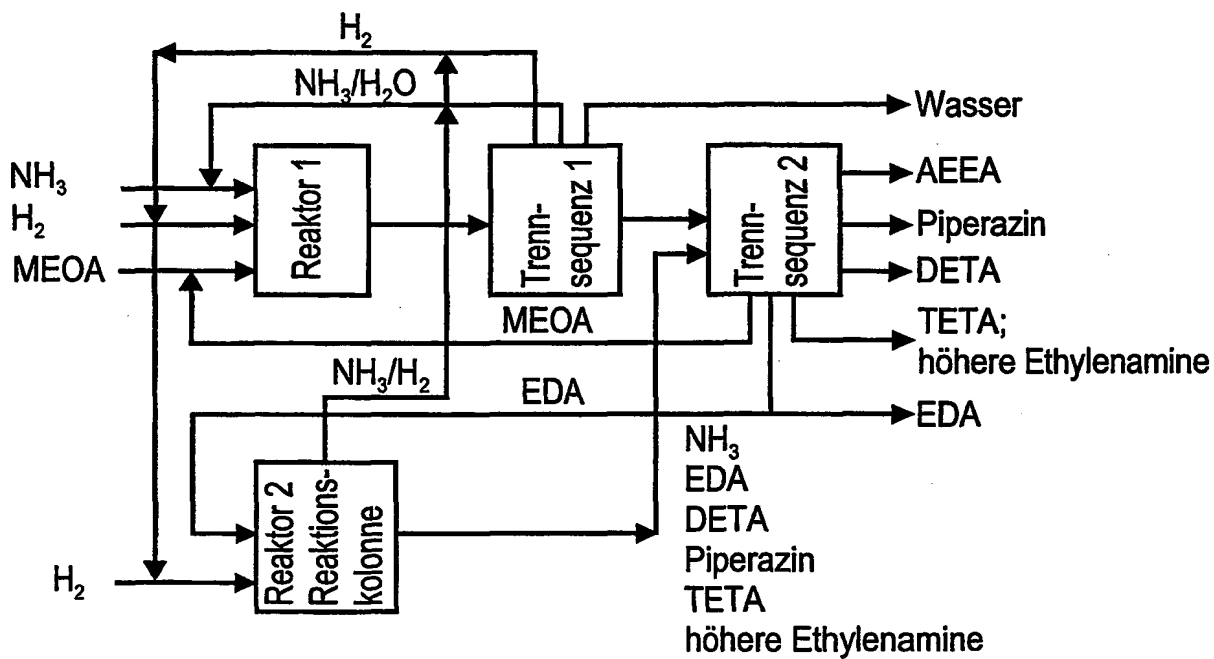 H₂
NH₃/H₂O
Wasser
NH₃
H₂
MEOA
Reaktor 1
Trenn-
sequenz 1
Trenn-
sequenz 2
AEEA
Piperazin
DETA
TETA;
höhere Ethylenamine
MEOA
NH₃/H₂
EDA
EDA
NH₃
EDA
DETA
Piperazin
TETA
höhere Ethylenamine
H₂
Reaktor 2
Reaktions-
kolonne